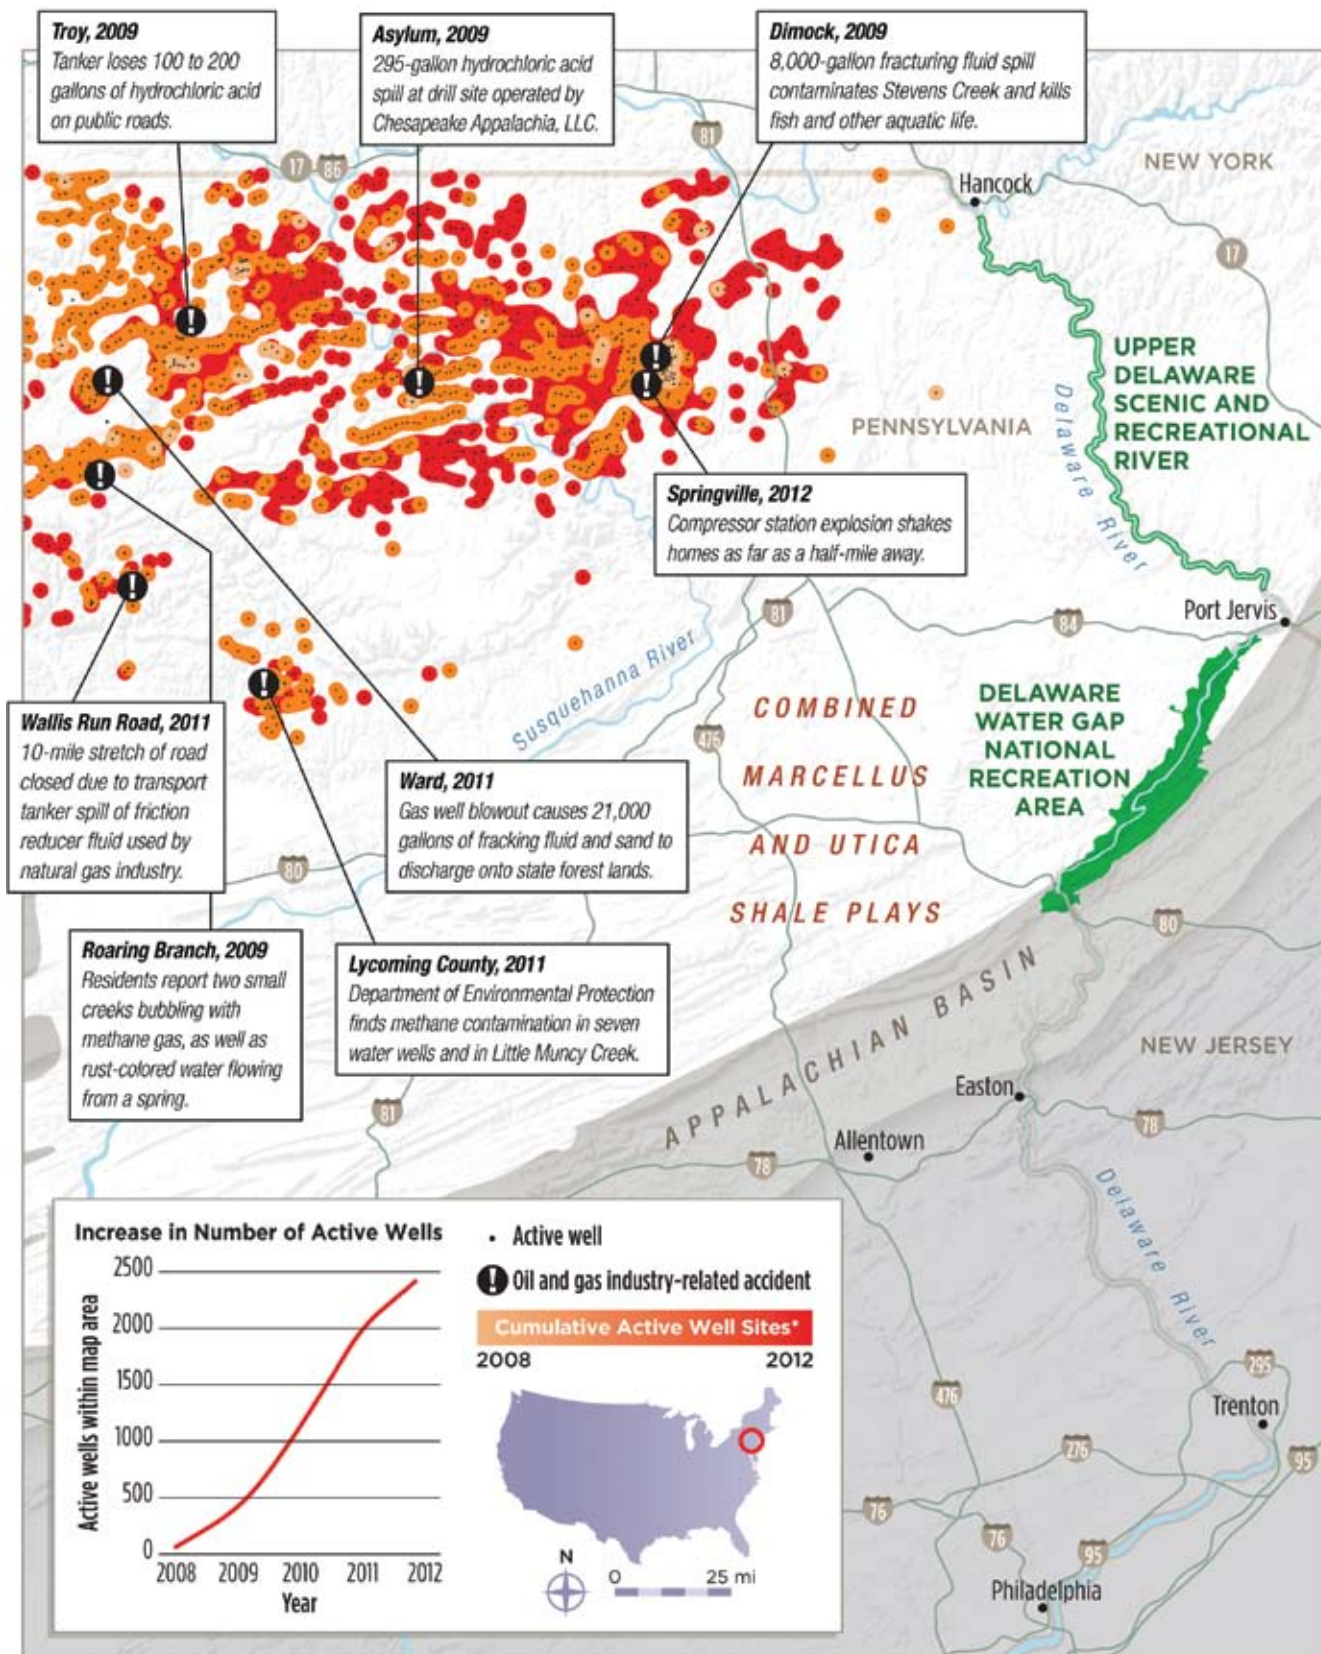 Troy, 2009
Tanker loses 100 to 200
gallons of hydrochloric acid
on public roads.
Asylum, 2009
295-gallon hydrochloric acid
spill at drill site operated by
Chesapeake Appalachia, LLC.
Dimock, 2009
8,000-gallon fracturing fluid spill
contaminates Stevens Creek and kills
fish and other aquatic life.
81
17
86
NEW YORK
Hancock
17
UPPER
DELAWARE
SCENIC AND
RECREATIONAL
RIVER
Delaware River
PENNSYLVANIA
Springville, 2012
Compressor station explosion shakes
homes as far as a half-mile away.
81
84
Port Jervis
Susquehanna River
476
COMBINED
MARCELLUS
AND UTICA
SHALE PLAYS
DELAWARE
WATER GAP
NATIONAL
RECREATION
AREA
Wallis Run Road, 2011
10-mile stretch of road
closed due to transport
tanker spill of friction
reducer fluid used by
natural gas industry.
Ward, 2011
Gas well blowout causes 21,000
gallons of fracking fluid and sand to
discharge onto state forest lands.
80
80
Roaring Branch, 2009
Residents report two small
creeks bubbling with
methane gas, as well as
rust-colored water flowing
from a spring.
Lycoming County, 2011
Department of Environmental Protection
finds methane contamination in seven
water wells and in Little Muncy Creek.
APPALACHIAN BASIN
NEW JERSEY
81
Easton
78
Allentown
78
Delaware River
Increase in Number of Active Wells
2500
2000
1500
1000
500
0
Active wells within map area
2008 2009 2010 2011 2012
Year
Active well
! Oil and gas industry-related accident
Cumulative Active Well Sites*
2008 2012
N
0 25 mi
295
476
Trenton
276
95
76
76
95
Philadelphia